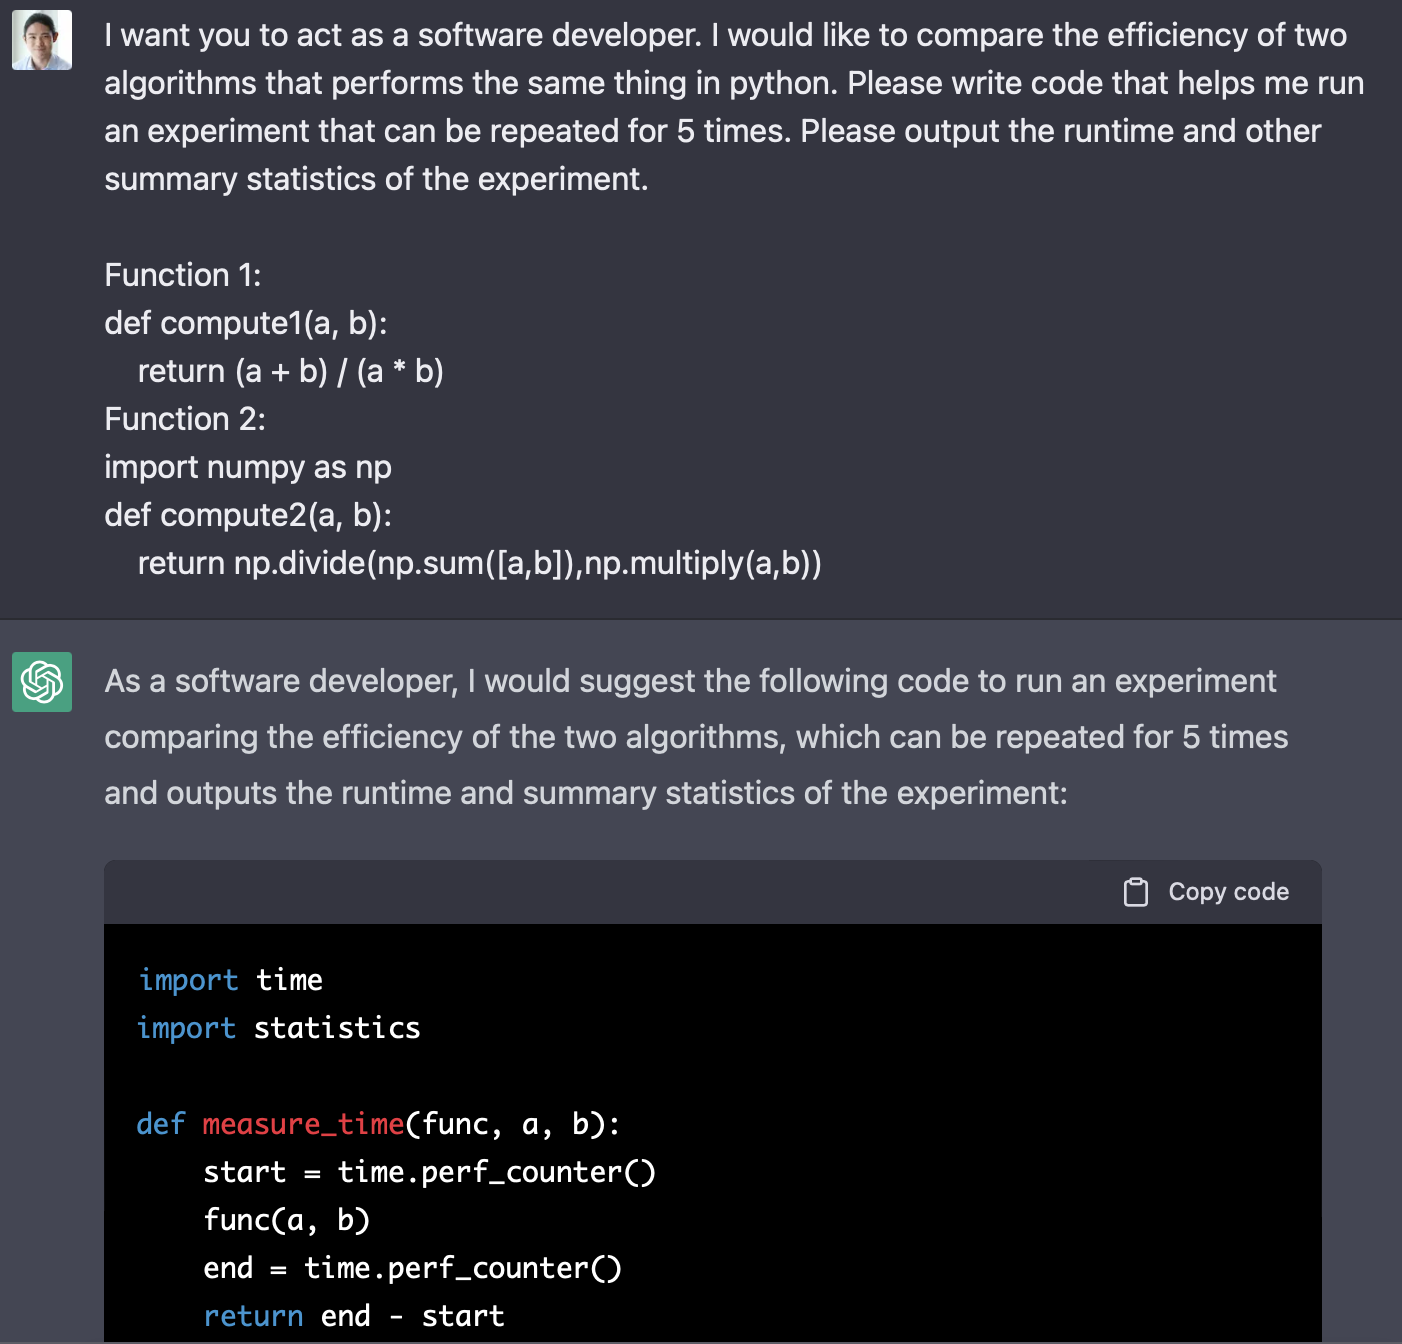 I want you to act as a software developer. I would like to compare the efficiency of two
algorithms that performs the same thing in python. Please write code that helps me run
an experiment that can be repeated for 5 times. Please output the runtime and other
summary statistics of the experiment.
Function 1:
def compute1(a, b):
    return (a + b) / (a * b)
Function 2:
import numpy as np
def compute2(a, b):
    return np.divide(np.sum([a,b]),np.multiply(a,b))
As a software developer, I would suggest the following code to run an experiment
comparing the efficiency of the two algorithms, which can be repeated for 5 times
and outputs the runtime and summary statistics of the experiment:
Copy code
import time
import statistics
def measure_time(func, a, b):
    start = time.perf_counter()
    func(a, b)
    end = time.perf_counter()
    return end - start